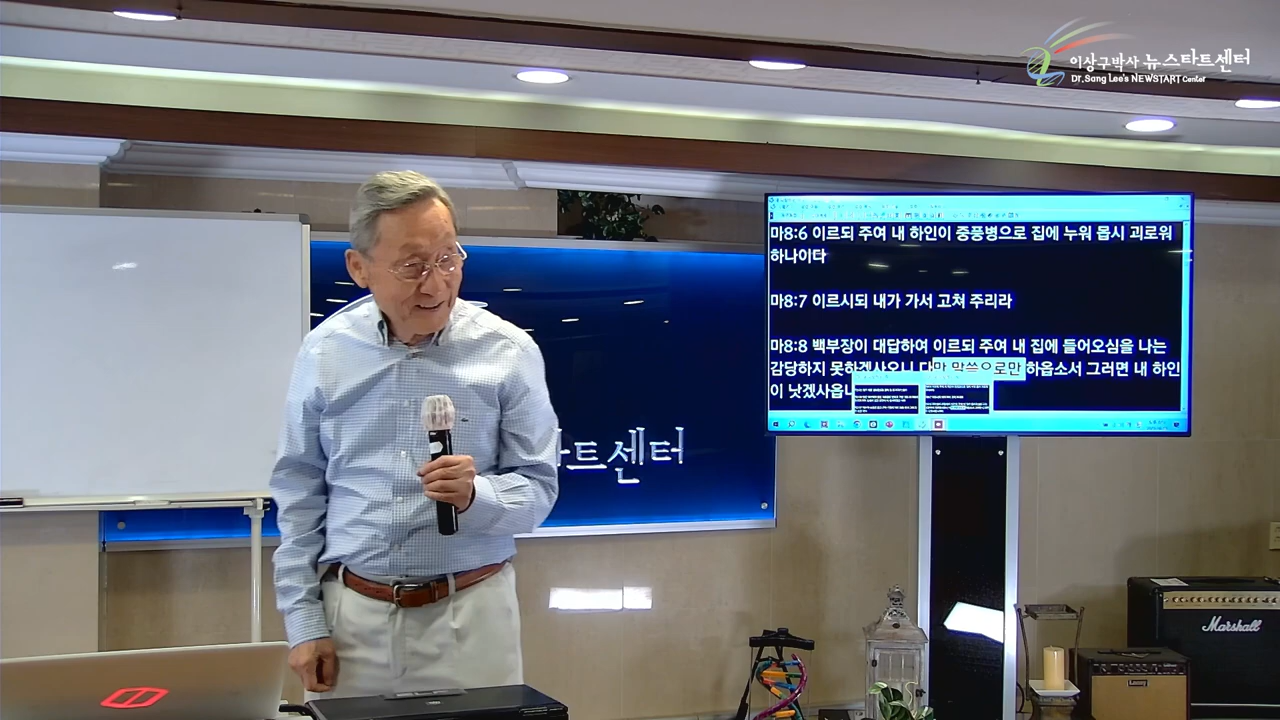 이상구박사 뉴스타트센터
Dr. Sang Lee's NEWSTART Center
마8:6 이르되 주여 내 하인이 중풍병으로 집에 누워 몹시 괴로워
하나이다
마8:7 이르시되 내가 가서 고쳐 주리라
마8:8 백부장이 대답하여 이르되 주여 내 집에 들어오심을 나는
감당하지 못하겠사오니 다만 말씀으로만 하옵소서 그러면 내 하인
이 낫겠사옵
타트센터
Marshall
Laney